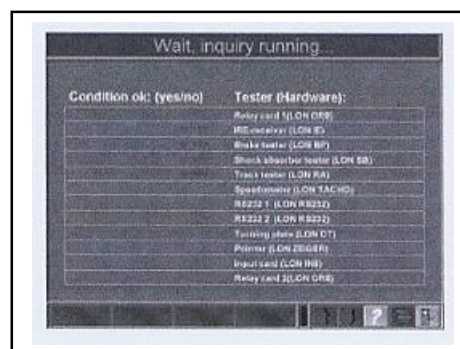 Wait, inquiry running...
Condition ok: (yes/no) Tester (Hardware):
Relay card 1(LON ORB)
IRE-receiver (LON IE)
Brake tester (LON BP)
Shock absorber tester (LON SB)
Track tester (LON RA)
Speedometer (LON TACHO)
RS232 1 (LON RS232)
RS232 2 (LON RS232)
Turning plate (LON DT)
Pointer (LON ZEIGER)
Input card (LON INB)
Relay card 2(LON ORB)
?